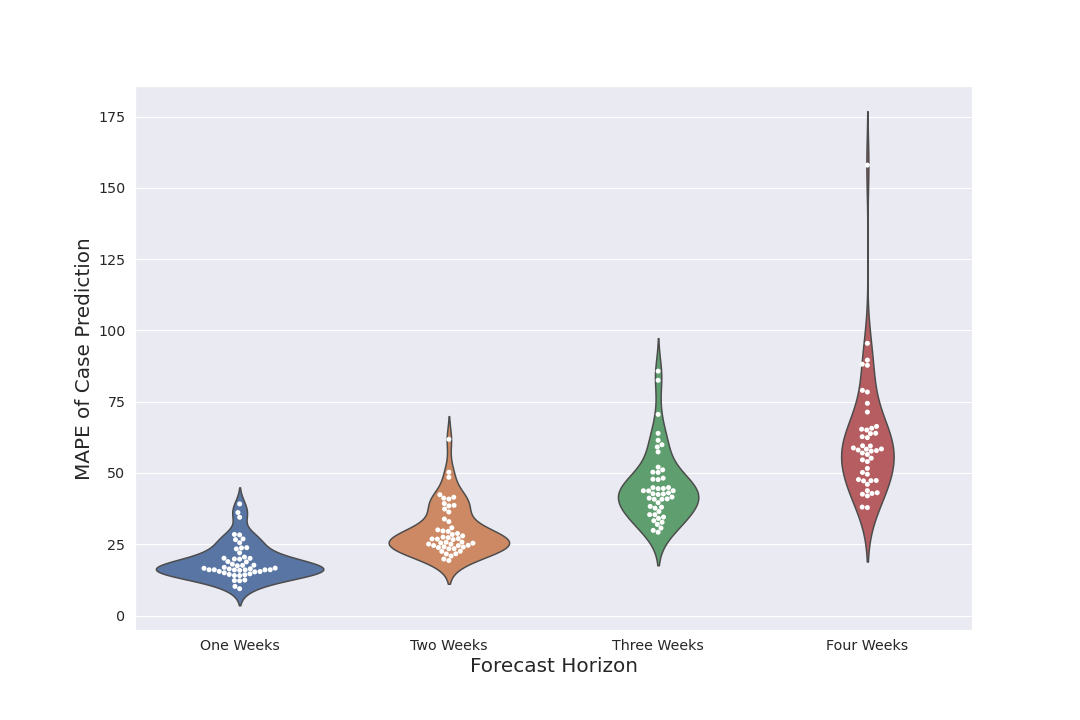 MAPE of Case Prediction
175
150
125
100
75
50
25
0
One Weeks
Two Weeks
Three Weeks
Four Weeks
Forecast Horizon